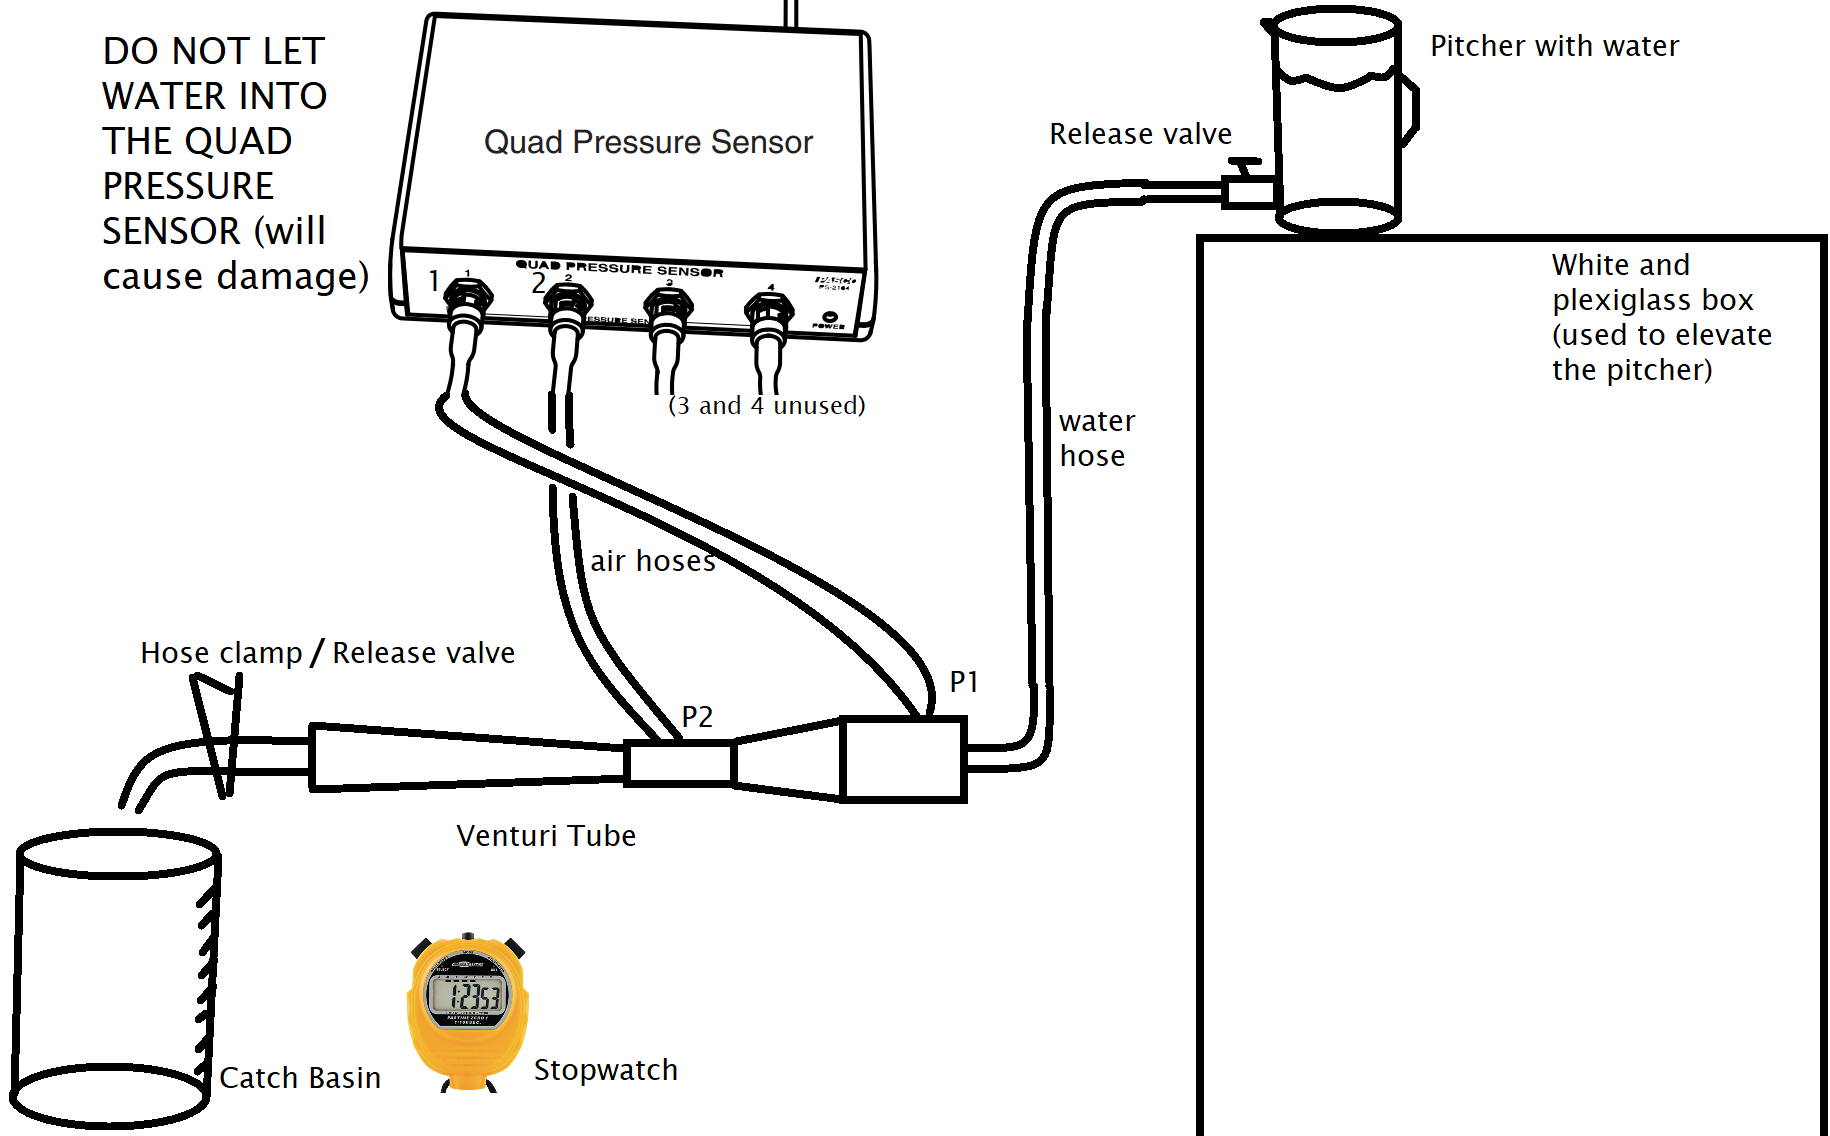 DO NOT LET
WATER INTO
THE QUAD
PRESSURE
SENSOR (will
cause damage)
Quad Pressure Sensor
QUAD PRESSURE SENSOR
1
1
2
2
3
4
PASCO
PS-2164
POWER
(3 and 4 unused)
Pitcher with water
Release valve
White and
plexiglass box
(used to elevate
the pitcher)
water
hose
air hoses
Hose clamp / Release valve
P1
P2
Venturi Tube
SELECT
1:2353
Catch Basin
Stopwatch